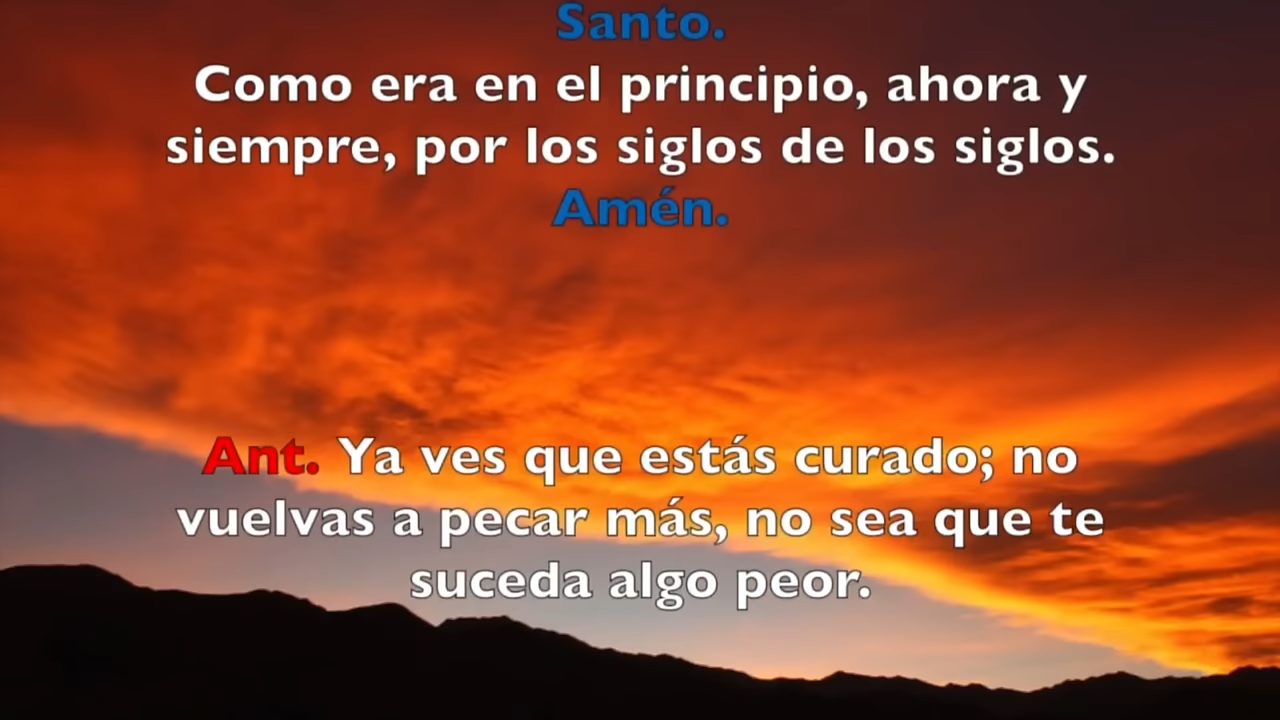 Santo.
Como era en el principio, ahora y
siempre, por los siglos de los siglos.
Amén.
Ant. Ya ves que estás curado; no
vuelvas a pecar más, no sea que te
suceda algo peor.